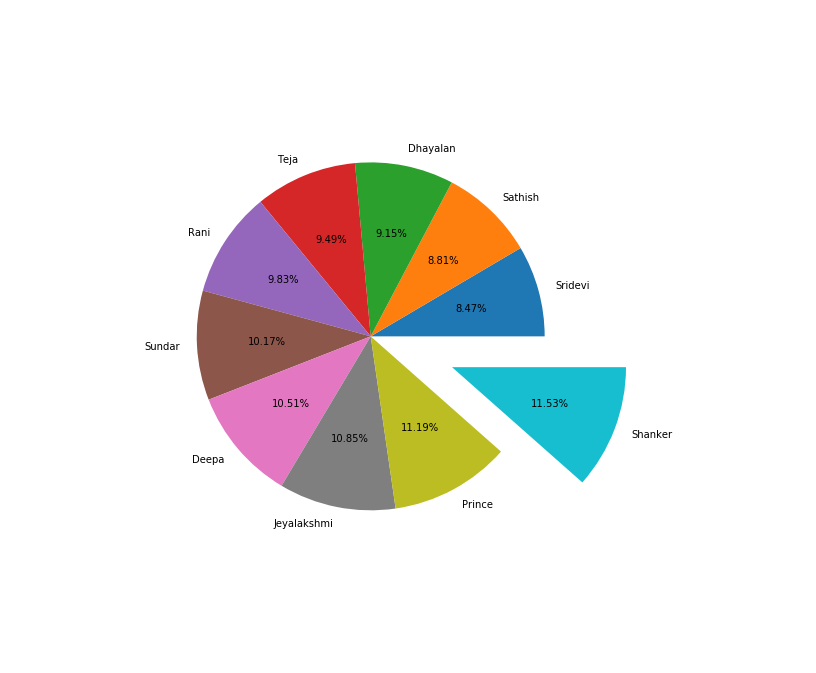 Dhayalan
Teja
Sathish
Rani
9.15%
9.49%
8.81%
9.83%
Sridevi
8.47%
10.17%
Sundar
10.51%
11.53%
11.19%
Shanker
10.85%
Deepa
Prince
Jeyalakshmi